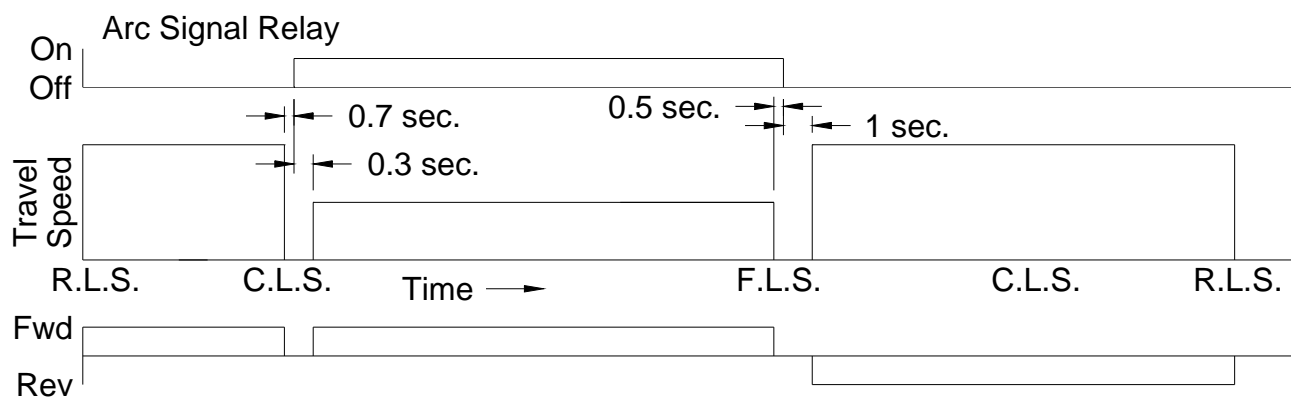 Arc Signal Relay
On
Off
0.7 sec.
0.5 sec.
1 sec.
0.3 sec.
Travel
Speed
R.L.S.
C.L.S.
Time
F.L.S.
C.L.S.
R.L.S.
Fwd
Rev